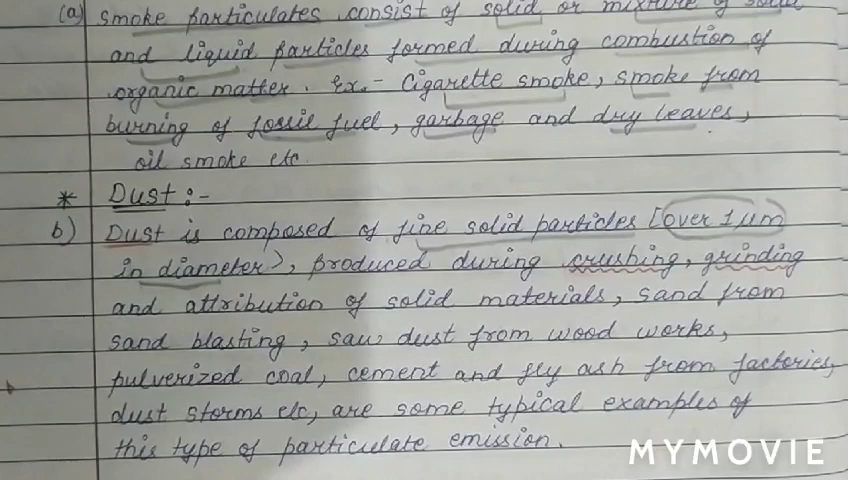 (a) smoke particulates consist of solid or mixture of solid
and liquid particles formed during combustion of
organic matter. Ex.- Cigarette smoke, smoke from
burning of fossil fuel, garbage and dry leaves,
oil smoke etc.
* Dust :-
b) Dust is composed of fine solid particles [over 1 μm
in diameter), produced during crushing, grinding
and attribution of solid materials, sand from
sand blasting, saw dust from wood works,
pulverized coal, cement and fly ash from factories,
dust storms etc, are some typical examples of
this type of particulate emission.
MYMOVIE